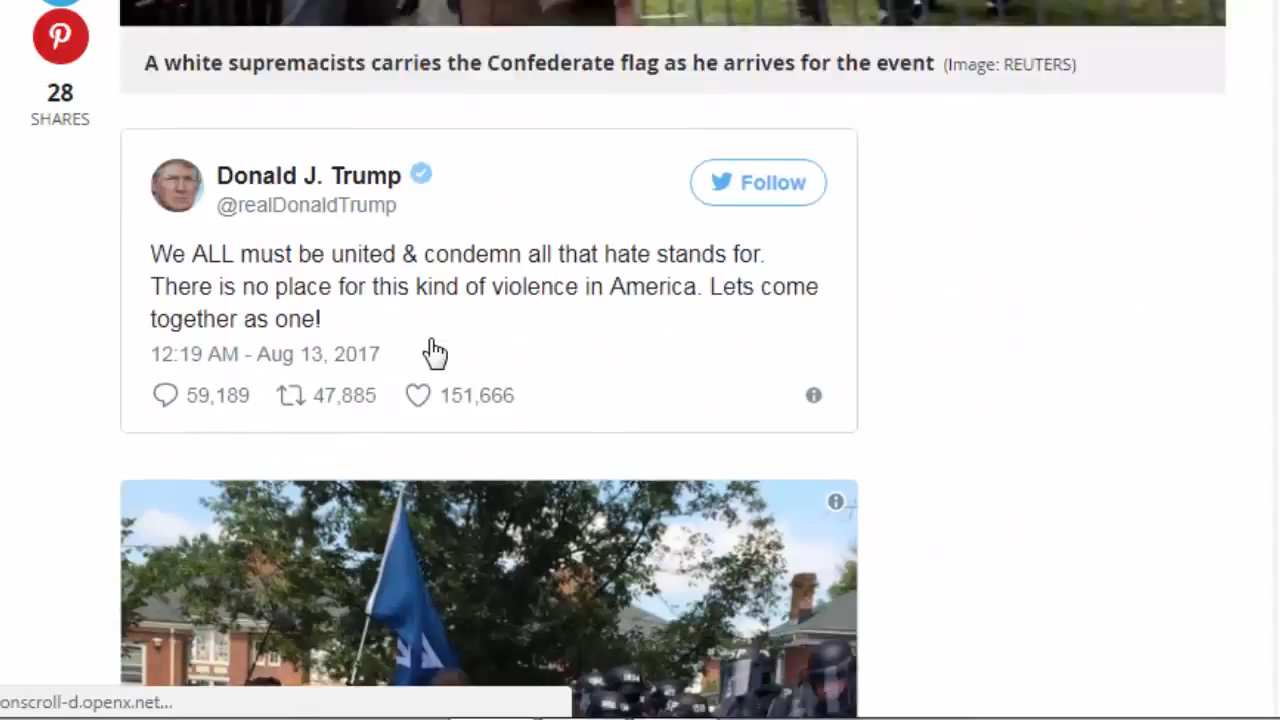 A white supremacists carries the Confederate flag as he arrives for the event (Image: REUTERS)
28
SHARES
Donald J. Trump
@realDonaldTrump
Follow
We ALL must be united & condemn all that hate stands for.
There is no place for this kind of violence in America. Lets come
together as one!
12:19 AM - Aug 13, 2017
59,189 47,885 151,666
onscroll-d.openx.net...